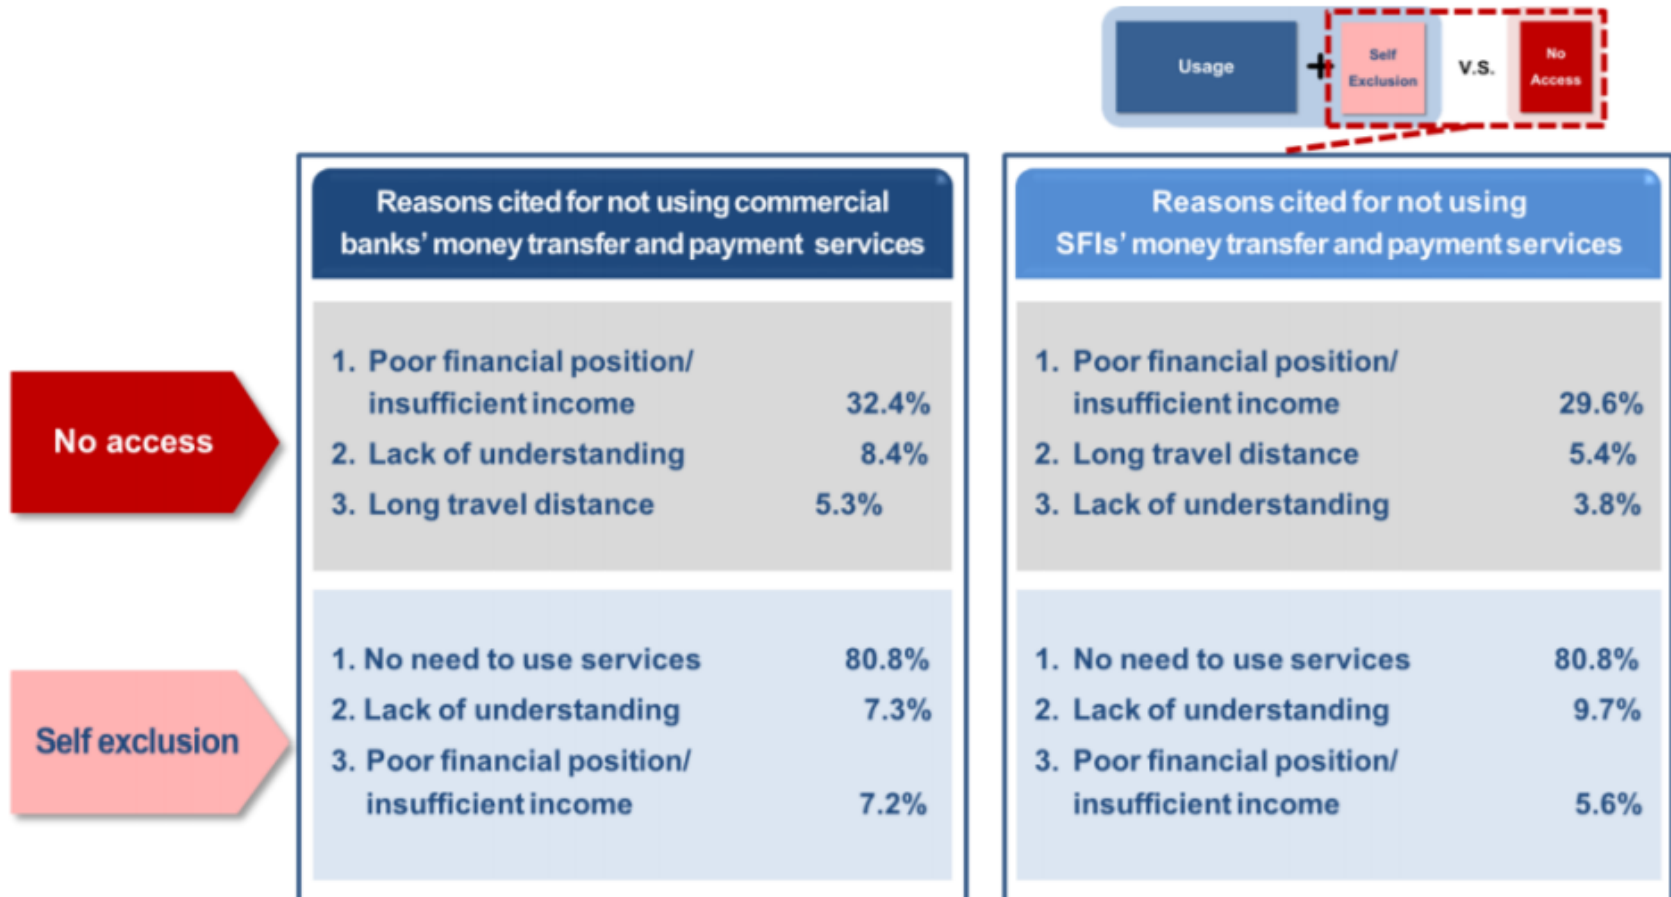 Usage
+
Self
Exclusion
V.S.
No
Access
Reasons cited for not using commercial
banks' money transfer and payment services
Reasons cited for not using
SFIs' money transfer and payment services
No access
1. Poor financial position/
insufficient income 32.4%
2. Lack of understanding 8.4%
3. Long travel distance 5.3%
1. Poor financial position/
insufficient income 29.6%
2. Long travel distance 5.4%
3. Lack of understanding 3.8%
Self exclusion
1. No need to use services 80.8%
2. Lack of understanding 7.3%
3. Poor financial position/
insufficient income 7.2%
1. No need to use services 80.8%
2. Lack of understanding 9.7%
3. Poor financial position/
insufficient income 5.6%